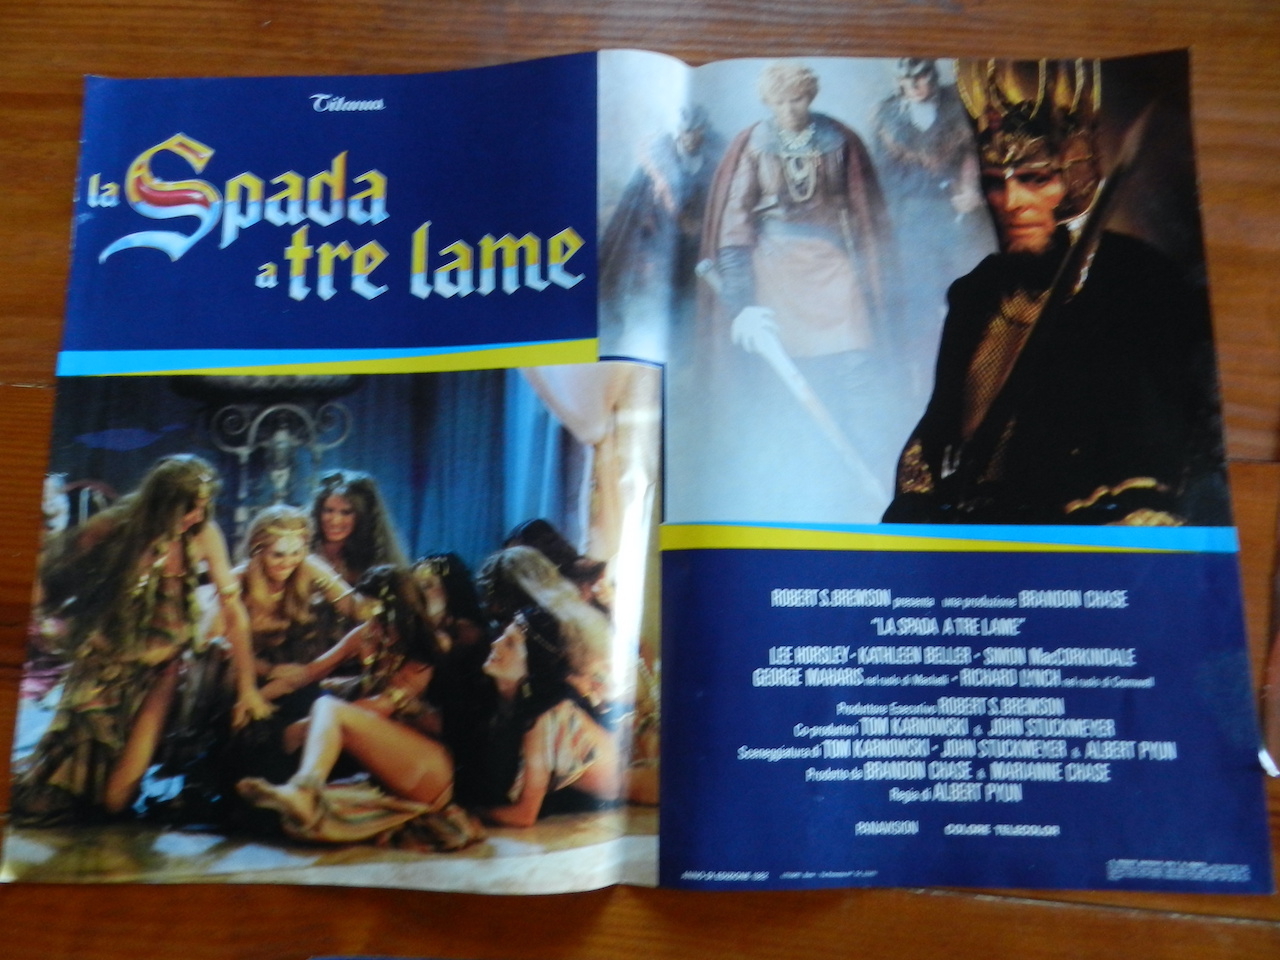 Titanus
la Spada
a tre lame
ROBERT S. BREMSON presenta una produzione BRANDON CHASE
"LA SPADA A TRE LAME"
LEE HORSLEY - KATHLEEN BELLER - SIMON MacCORKINDALE
GEORGE MAHARIS nel ruolo di Machelli - RICHARD LYNCH nel ruolo di Cromwell
Produttore Esecutivo ROBERT S. BREMSON
Co-produttori TOM KARNOWSKI & JOHN STUCKMEYER
Sceneggiatura di TOM KARNOWSKI - JOHN STUCKMEYER & ALBERT PYUN
Prodotto da BRANDON CHASE & MARIANNE CHASE
Regia di ALBERT PYUN
PANAVISION COLORE TELECOLOR